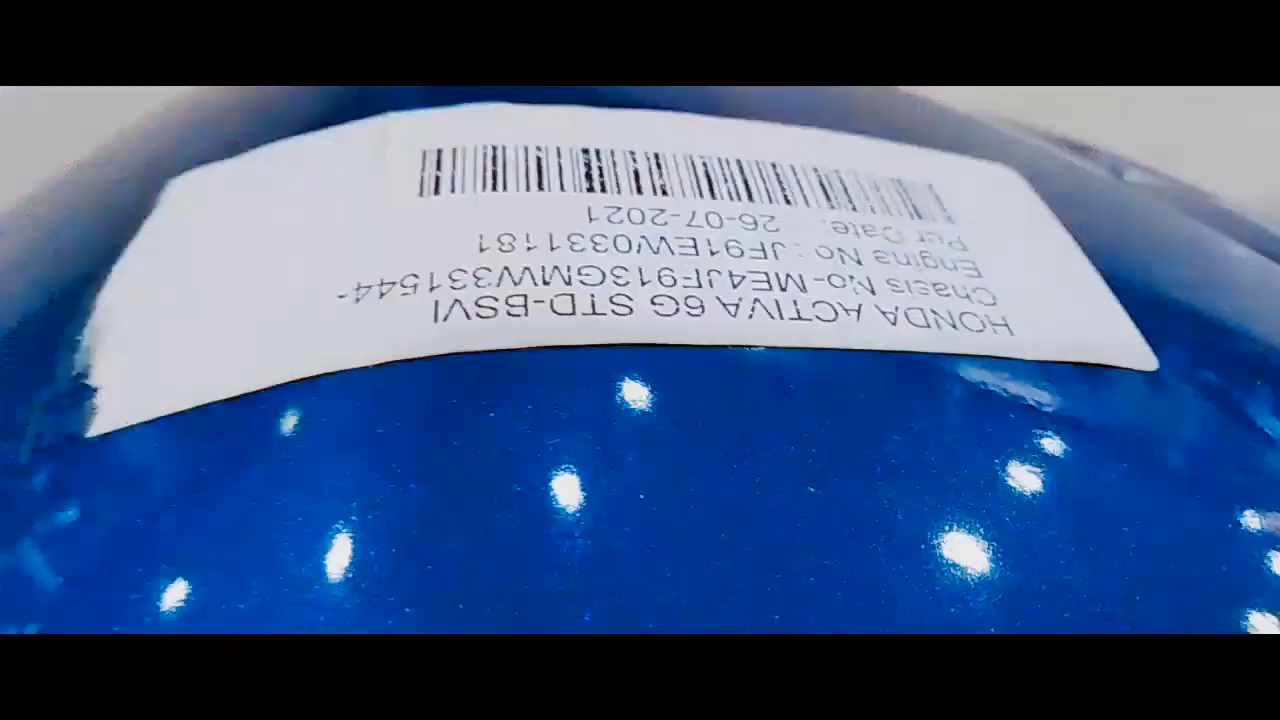 HONDA ACTIVA 6G STD-BSVI
Chasis No-ME4JF913GMW331544-
Engine No : JF91EW0331181
Pur Date: 26-07-2021